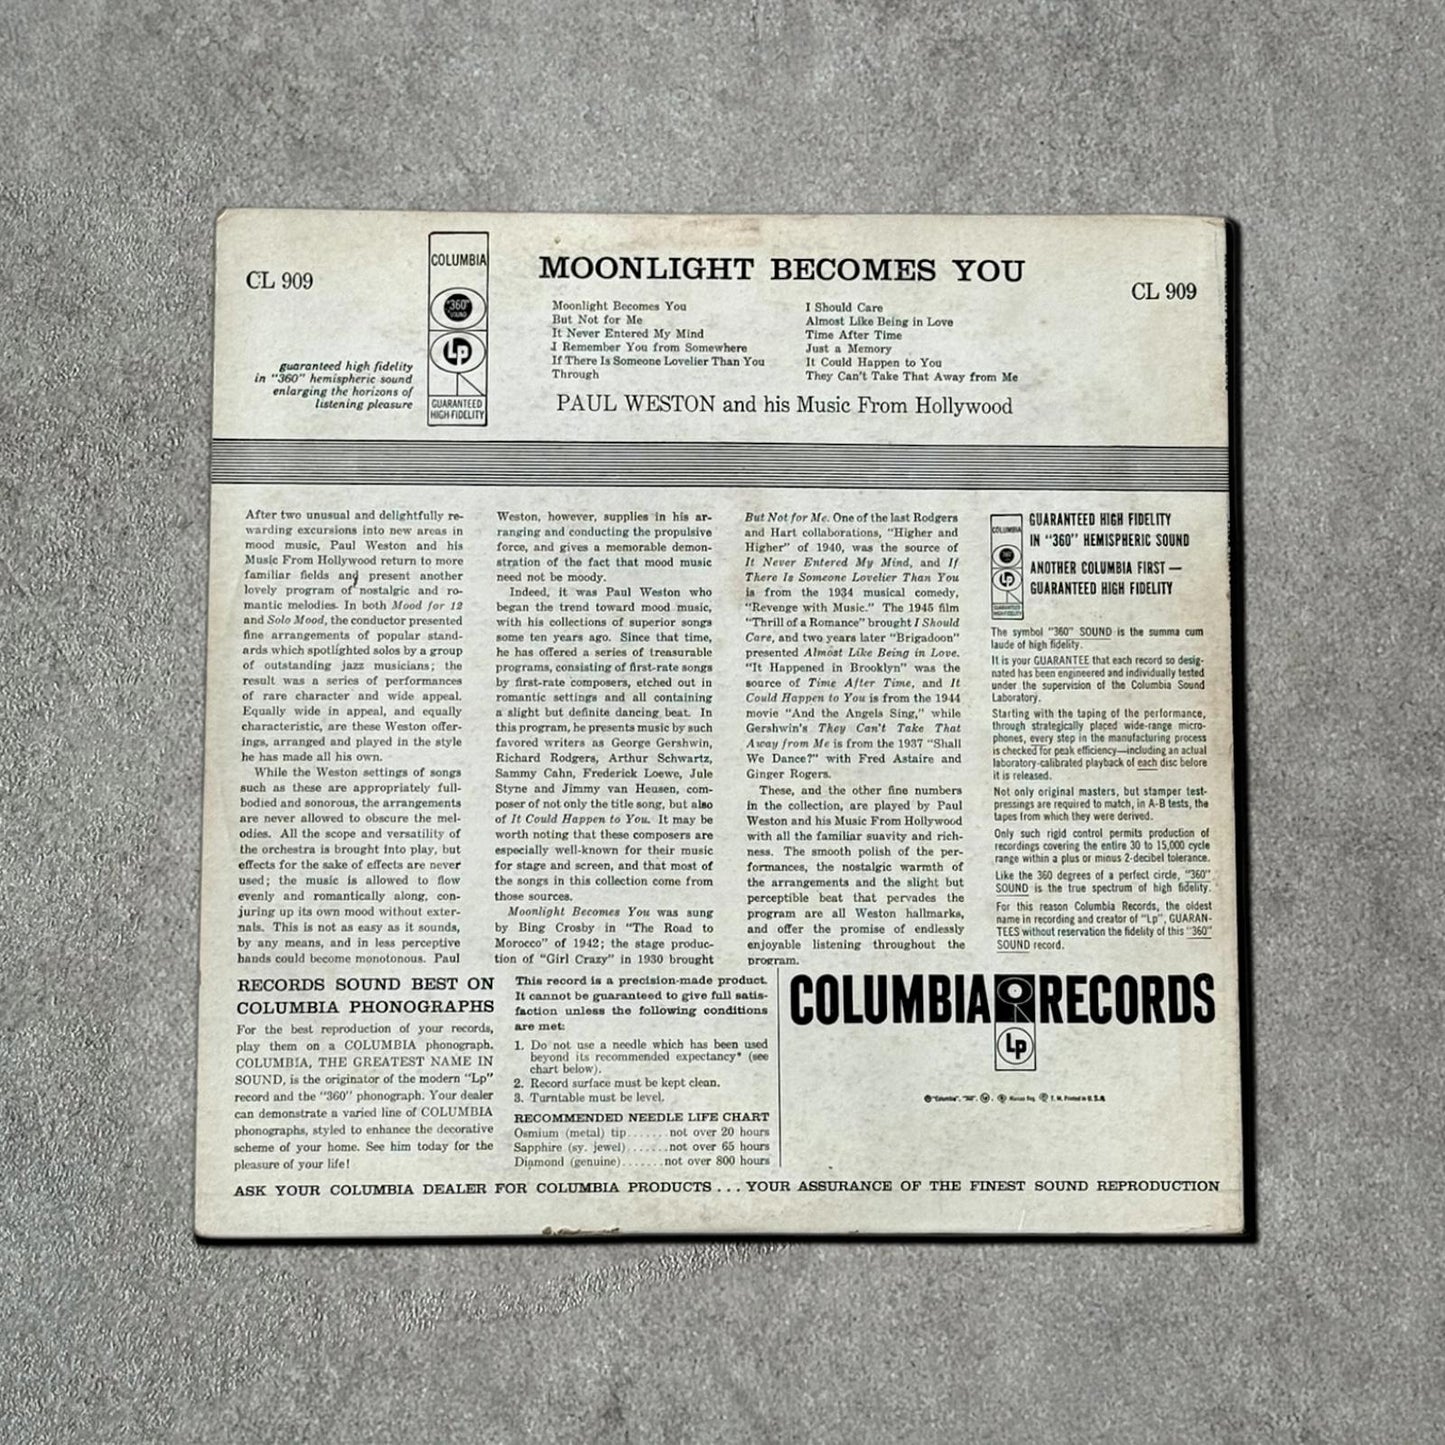 CL 909
COLUMBIA
"360"
SOUND
Lp
GUARANTEED
HIGH FIDELITY
guaranteed high fidelity
in "360" hemispheric sound
enlarging the horizons of
listening pleasure
MOONLIGHT BECOMES YOU
Moonlight Becomes You
But Not for Me
It Never Entered My Mind
I Remember You from Somewhere
If There Is Someone Lovelier Than You
Through
I Should Care
Almost Like Being in Love
Time After Time
Just a Memory
It Could Happen to You
They Can't Take That Away from Me
PAUL WESTON and his Music From Hollywood
CL 909
After two unusual and delightfully re-
warding excursions into new areas in
mood music, Paul Weston and his
Music From Hollywood return to more
familiar fields and present another
lovely program of nostalgic and ro-
mantic melodies. In both Mood for 12
and Solo Mood, the conductor presented
fine arrangements of popular stand-
ards which spotlighted solos by a group
of outstanding jazz musicians; the
result was a series of performances
of rare character and wide appeal.
Equally wide in appeal, and equally
characteristic, are these Weston offer-
ings, arranged and played in the style
he has made all his own.
While the Weston settings of songs
such as these are appropriately full-
bodied and sonorous, the arrangements
are never allowed to obscure the mel-
odies. All the scope and versatility of
the orchestra is brought into play, but
effects for the sake of effects are never
used; the music is allowed to flow
evenly and romantically along, con-
juring up its own mood without exter-
nals. This is not as easy as it sounds,
by any means, and in less perceptive
hands could become monotonous. Paul
Weston, however, supplies in his ar-
ranging and conducting the propulsive
force, and gives a memorable demon-
stration of the fact that mood music
need not be moody.
Indeed, it was Paul Weston who
began the trend toward mood music,
with his collections of superior songs
some ten years ago. Since that time,
he has offered a series of treasurable
programs, consisting of first-rate songs
by first-rate composers, etched out in
romantic settings and all containing
a slight but definite dancing beat. In
this program, he presents music by such
favored writers as George Gershwin,
Richard Rodgers, Arthur Schwartz,
Sammy Cahn, Frederick Loewe, Jule
Styne and Jimmy van Heusen, com-
poser of not only the title song, but also
of It Could Happen to You. It may be
worth noting that these composers are
especially well-known for their music
for stage and screen, and that most of
the songs in this collection come from
those sources.
Moonlight Becomes You was sung
by Bing Crosby in "The Road to
Morocco" of 1942; the stage produc-
tion of "Girl Crazy" in 1930 brought
But Not for Me. One of the last Rodgers
and Hart collaborations, "Higher and
Higher" of 1940, was the source of
It Never Entered My Mind, and If
There Is Someone Lovelier Than You
is from the 1934 musical comedy,
"Revenge with Music." The 1945 film
"Thrill of a Romance" brought I Should
Care, and two years later "Brigadoon"
presented Almost Like Being in Love.
"It Happened in Brooklyn" was the
source of Time After Time, and It
Could Happen to You is from the 1944
movie "And the Angels Sing," while
Gershwin's They Can't Take That
Away from Me is from the 1937 "Shall
We Dance?" with Fred Astaire and
Ginger Rogers.
These, and the other fine numbers
in the collection, are played by Paul
Weston and his Music From Hollywood
with all the familiar suavity and rich-
ness. The smooth polish of the per-
formances, the nostalgic warmth of
the arrangements and the slight but
perceptible beat that pervades the
program are all Weston hallmarks,
and offer the promise of endlessly
enjoyable listening throughout the
program.
COLUMBIA
Lp
GUARANTEED
HIGH FIDELITY
GUARANTEED HIGH FIDELITY
IN "360" HEMISPHERIC SOUND
ANOTHER COLUMBIA FIRST —
GUARANTEED HIGH FIDELITY
The symbol "360" SOUND is the summa cum
laude of high fidelity.
It is your GUARANTEE that each record so desig-
nated has been engineered and individually tested
under the supervision of the Columbia Sound
Laboratory.
Starting with the taping of the performance,
through strategically placed wide-range micro-
phones, every step in the manufacturing process
is checked for peak efficiency—including an actual
laboratory-calibrated playback of each disc before
it is released.
Not only original masters, but stamper test-
pressings are required to match, in A-B tests, the
tapes from which they were derived.
Only such rigid control permits production of
recordings covering the entire 30 to 15,000 cycle
range within a plus or minus 2-decibel tolerance.
Like the 360 degrees of a perfect circle, "360"
SOUND is the true spectrum of high fidelity.
For this reason Columbia Records, the oldest
name in recording and creator of "Lp", GUARAN-
TEES without reservation the fidelity of this "360"
SOUND record.
RECORDS SOUND BEST ON
COLUMBIA PHONOGRAPHS
For the best reproduction of your records,
play them on a COLUMBIA phonograph.
COLUMBIA, THE GREATEST NAME IN
SOUND, is the originator of the modern "Lp"
record and the "360" phonograph. Your dealer
can demonstrate a varied line of COLUMBIA
phonographs, styled to enhance the decorative
scheme of your home. See him today for the
pleasure of your life!
This record is a precision-made product.
It cannot be guaranteed to give full satis-
faction unless the following conditions
are met:
1. Do not use a needle which has been used
beyond its recommended expectancy* (see
chart below).
2. Record surface must be kept clean.
3. Turntable must be level.
RECOMMENDED NEEDLE LIFE CHART
Osmium (metal) tip.......not over 20 hours
Sapphire (sy. jewel).......not over 65 hours
Diamond (genuine)......not over 800 hours
COLUMBIA RECORDS
Lp
® "Columbia", "360", Marcas Reg. T. M. Printed in U. S. A.
ASK YOUR COLUMBIA DEALER FOR COLUMBIA PRODUCTS . . . YOUR ASSURANCE OF THE FINEST SOUND REPRODUCTION